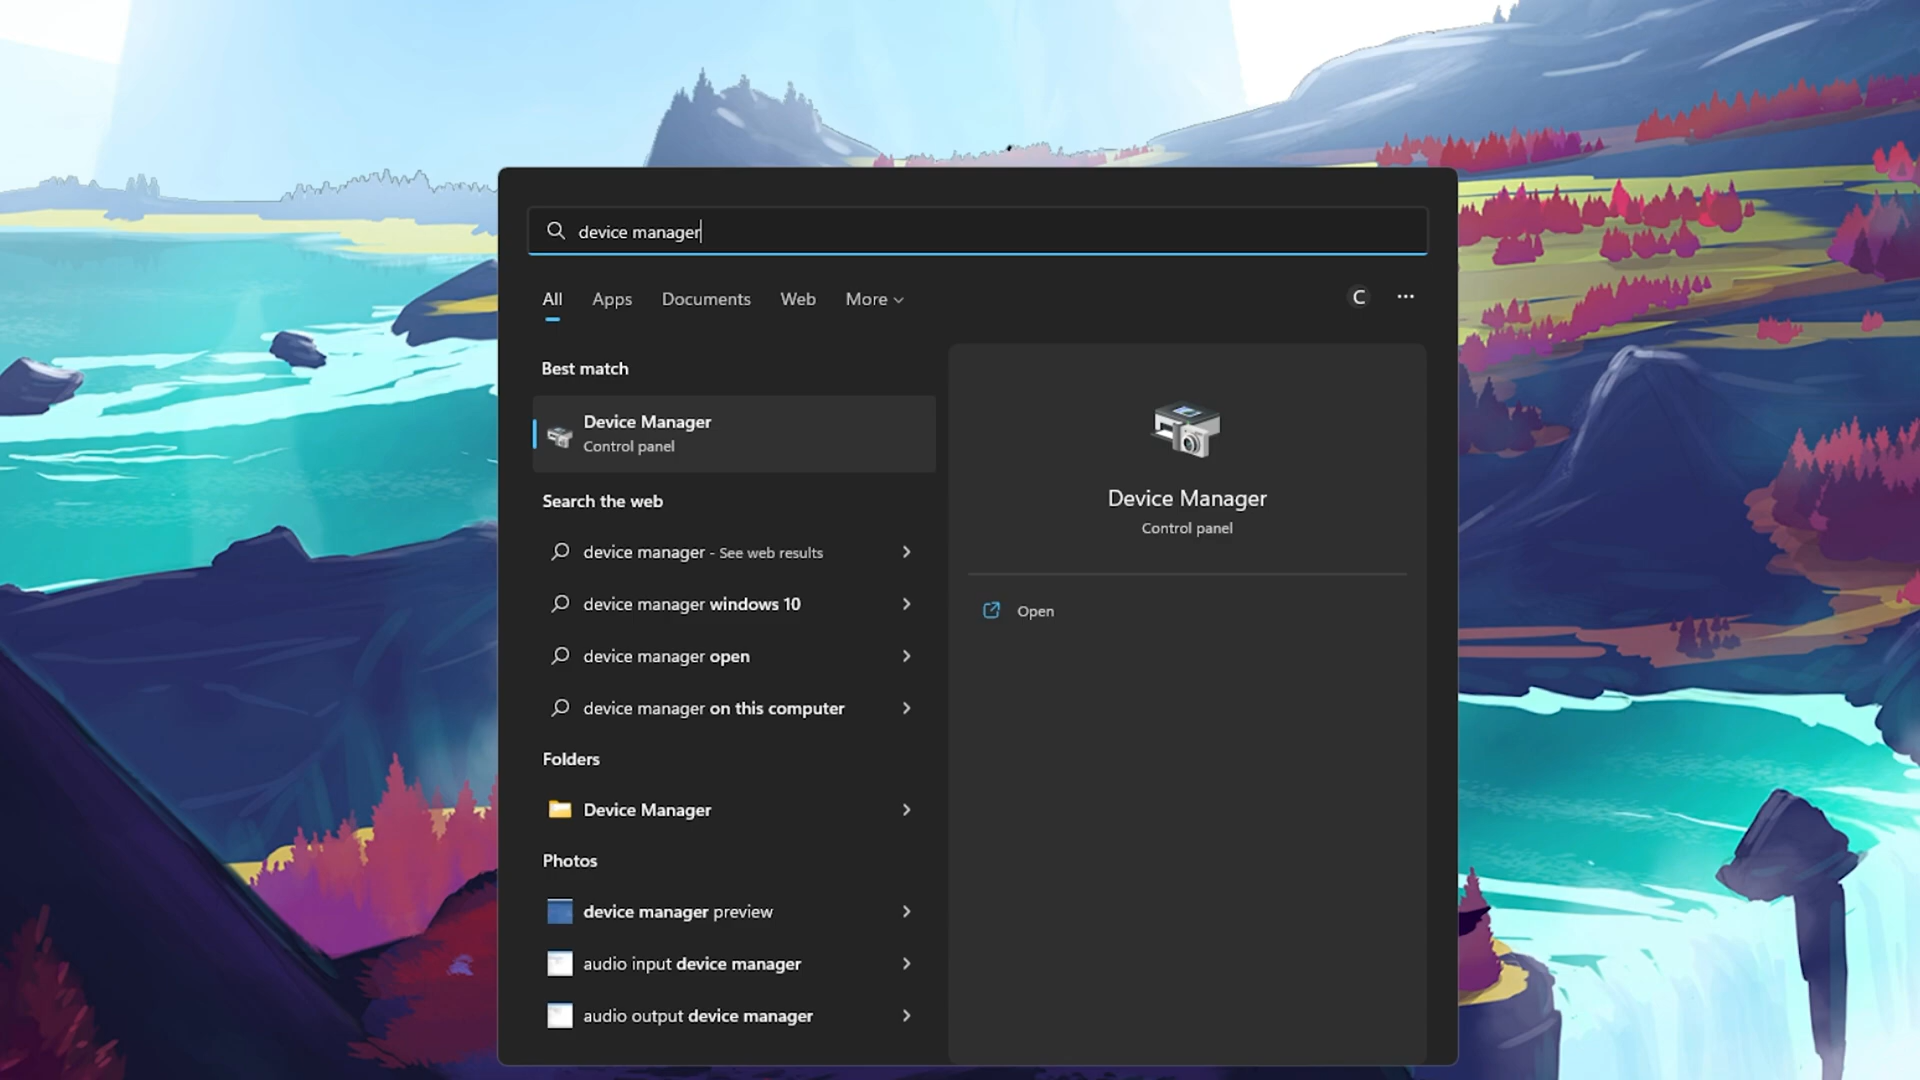 device manager
All Apps Documents Web More C
Best match
Device Manager
Control panel
Search the web
device manager - See web results
device manager windows 10
device manager open
device manager on this computer
Folders
Device Manager
Photos
device manager preview
audio input device manager
audio output device manager
Device Manager
Control panel
Open